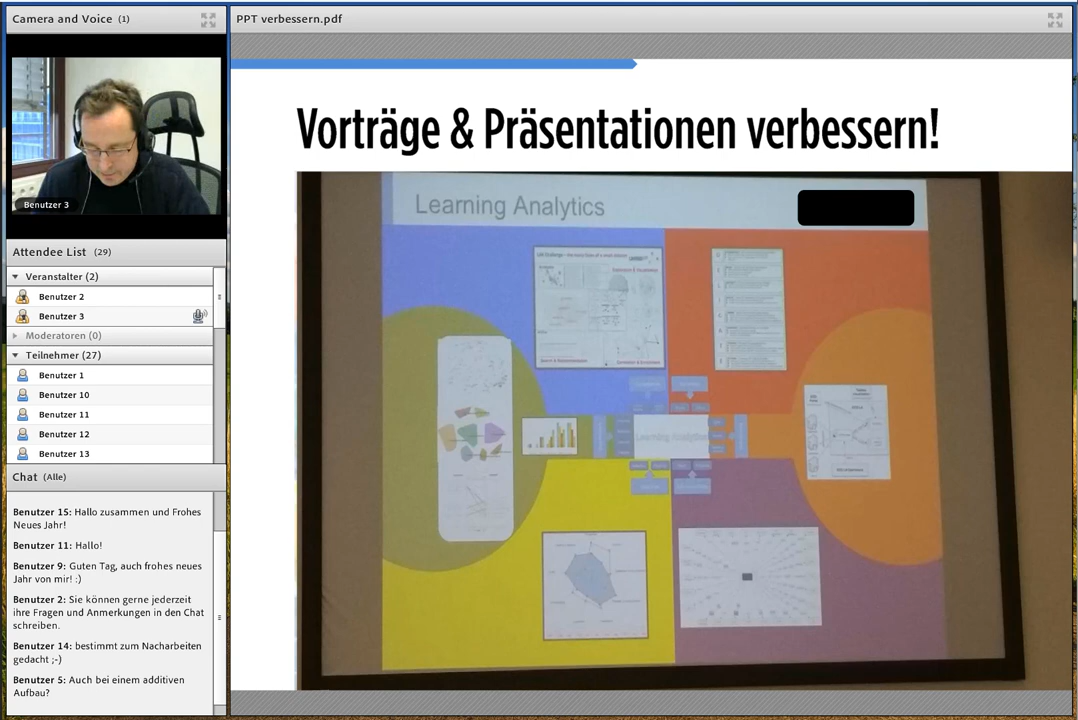 Camera and Voice (1)
Benutzer 3
Attendee List (29)
Veranstalter (2)
Benutzer 2
Benutzer 3
Moderatoren (0)
Teilnehmer (27)
Benutzer 1
Benutzer 10
Benutzer 11
Benutzer 12
Benutzer 13
Chat (Alle)
Benutzer 15: Hallo zusammen und Frohes
Neues Jahr!
Benutzer 11: Hallo!
Benutzer 9: Guten Tag, auch frohes neues
Jahr von mir! :)
Benutzer 2: Sie können gerne jederzeit
ihre Fragen und Anmerkungen in den Chat
schreiben.
Benutzer 14: bestimmt zum Nacharbeiten
gedacht ;-)
Benutzer 5: Auch bei einem additiven
Aufbau?
PPT verbessern.pdf
Vorträge & Präsentationen verbessern!
Learning Analytics
Learning Analytics